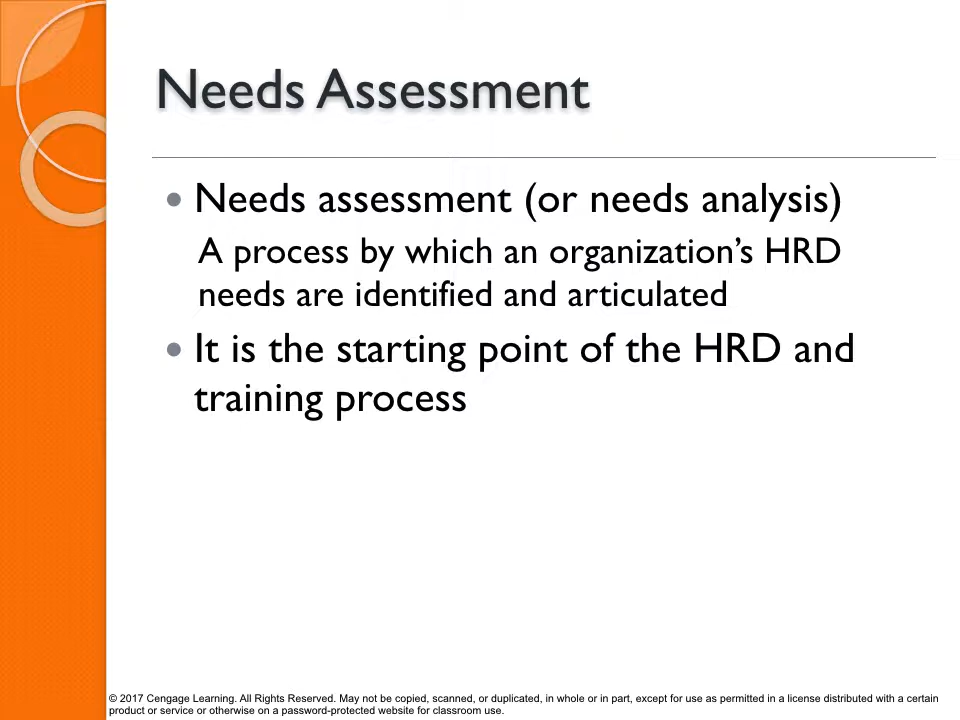 Needs Assessment
Needs assessment (or needs analysis)
A process by which an organization’s HRD
needs are identified and articulated
It is the starting point of the HRD and
training process
© 2017 Cengage Learning. All Rights Reserved. May not be copied, scanned, or duplicated, in whole or in part, except for use as permitted in a license distributed with a certain
product or service or otherwise on a password-protected website for classroom use.